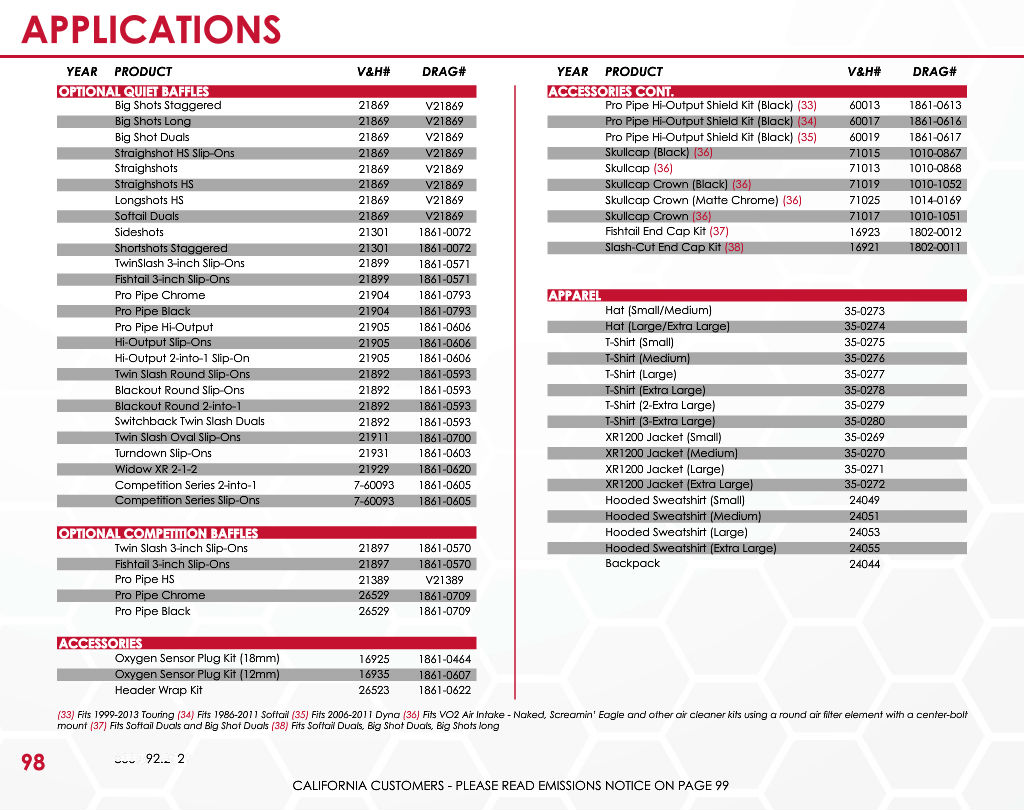 APPLICATIONS
YEAR PRODUCT V&H# DRAG#
OPTIONAL QUIET BAFFLES
Big Shots Staggered 21869 V21869
Big Shots Long 21869 V21869
Big Shot Duals 21869 V21869
Straighshot HS Slip-Ons 21869 V21869
Straighshots 21869 V21869
Straighshots HS 21869 V21869
Longshots HS 21869 V21869
Softail Duals 21869 V21869
Sideshots 21301 1861-0072
Shortshots Staggered 21301 1861-0072
TwinSlash 3-inch Slip-Ons 21899 1861-0571
Fishtail 3-inch Slip-Ons 21899 1861-0571
Pro Pipe Chrome 21904 1861-0793
Pro Pipe Black 21904 1861-0793
Pro Pipe Hi-Output 21905 1861-0606
Hi-Output Slip-Ons 21905 1861-0606
Hi-Output 2-into-1 Slip-On 21905 1861-0606
Twin Slash Round Slip-Ons 21892 1861-0593
Blackout Round Slip-Ons 21892 1861-0593
Blackout Round 2-into-1 21892 1861-0593
Switchback Twin Slash Duals 21892 1861-0593
Twin Slash Oval Slip-Ons 21911 1861-0700
Turndown Slip-Ons 21931 1861-0603
Widow XR 2-1-2 21929 1861-0620
Competition Series 2-into-1 7-60093 1861-0605
Competition Series Slip-Ons 7-60093 1861-0605
OPTIONAL COMPETITION BAFFLES
Twin Slash 3-inch Slip-Ons 21897 1861-0570
Fishtail 3-inch Slip-Ons 21897 1861-0570
Pro Pipe HS 21389 V21389
Pro Pipe Chrome 26529 1861-0709
Pro Pipe Black 26529 1861-0709
ACCESSORIES
Oxygen Sensor Plug Kit (18mm) 16925 1861-0464
Oxygen Sensor Plug Kit (12mm) 16935 1861-0607
Header Wrap Kit 26523 1861-0622
YEAR PRODUCT V&H# DRAG#
ACCESSORIES CONT.
Pro Pipe Hi-Output Shield Kit (Black) (33) 60013 1861-0613
Pro Pipe Hi-Output Shield Kit (Black) (34) 60017 1861-0616
Pro Pipe Hi-Output Shield Kit (Black) (35) 60019 1861-0617
Skullcap (Black) (36) 71015 1010-0867
Skullcap (36) 71013 1010-0868
Skullcap Crown (Black) (36) 71019 1010-1052
Skullcap Crown (Matte Chrome) (36) 71025 1014-0169
Skullcap Crown (36) 71017 1010-1051
Fishtail End Cap Kit (37) 16923 1802-0012
Slash-Cut End Cap Kit (38) 16921 1802-0011
APPAREL
Hat (Small/Medium) 35-0273
Hat (Large/Extra Large) 35-0274
T-Shirt (Small) 35-0275
T-Shirt (Medium) 35-0276
T-Shirt (Large) 35-0277
T-Shirt (Extra Large) 35-0278
T-Shirt (2-Extra Large) 35-0279
T-Shirt (3-Extra Large) 35-0280
XR1200 Jacket (Small) 35-0269
XR1200 Jacket (Medium) 35-0270
XR1200 Jacket (Large) 35-0271
XR1200 Jacket (Extra Large) 35-0272
Hooded Sweatshirt (Small) 24049
Hooded Sweatshirt (Medium) 24051
Hooded Sweatshirt (Large) 24053
Hooded Sweatshirt (Extra Large) 24055
Backpack 24044
(33) Fits 1999-2013 Touring (34) Fits 1986-2011 Softail (35) Fits 2006-2011 Dyna (36) Fits VO2 Air Intake - Naked, Screamin' Eagle and other air cleaner kits using a round air filter element with a center-bolt
mount (37) Fits Softail Duals and Big Shot Duals (38) Fits Softail Duals, Big Shot Duals, Big Shots long
98
CALIFORNIA CUSTOMERS - PLEASE READ EMISSIONS NOTICE ON PAGE 99